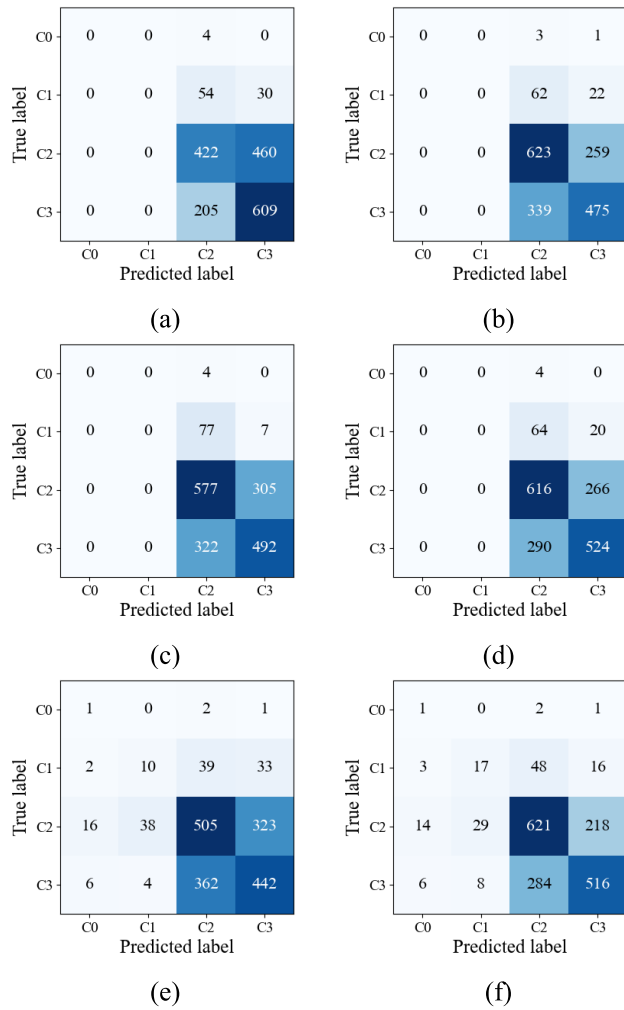 C0 0 0 4 0
C1 0 0 54 30
C2 0 0 422 460
C3 0 0 205 609
C0 C1 C2 C3
True label
Predicted label
(a)
C0 0 0 3 1
C1 0 0 62 22
C2 0 0 623 259
C3 0 0 339 475
C0 C1 C2 C3
True label
Predicted label
(b)
C0 0 0 4 0
C1 0 0 77 7
C2 0 0 577 305
C3 0 0 322 492
C0 C1 C2 C3
True label
Predicted label
(c)
C0 0 0 4 0
C1 0 0 64 20
C2 0 0 616 266
C3 0 0 290 524
C0 C1 C2 C3
True label
Predicted label
(d)
C0 1 0 2 1
C1 2 10 39 33
C2 16 38 505 323
C3 6 4 362 442
C0 C1 C2 C3
True label
Predicted label
(e)
C0 1 0 2 1
C1 3 17 48 16
C2 14 29 621 218
C3 6 8 284 516
C0 C1 C2 C3
True label
Predicted label
(f)